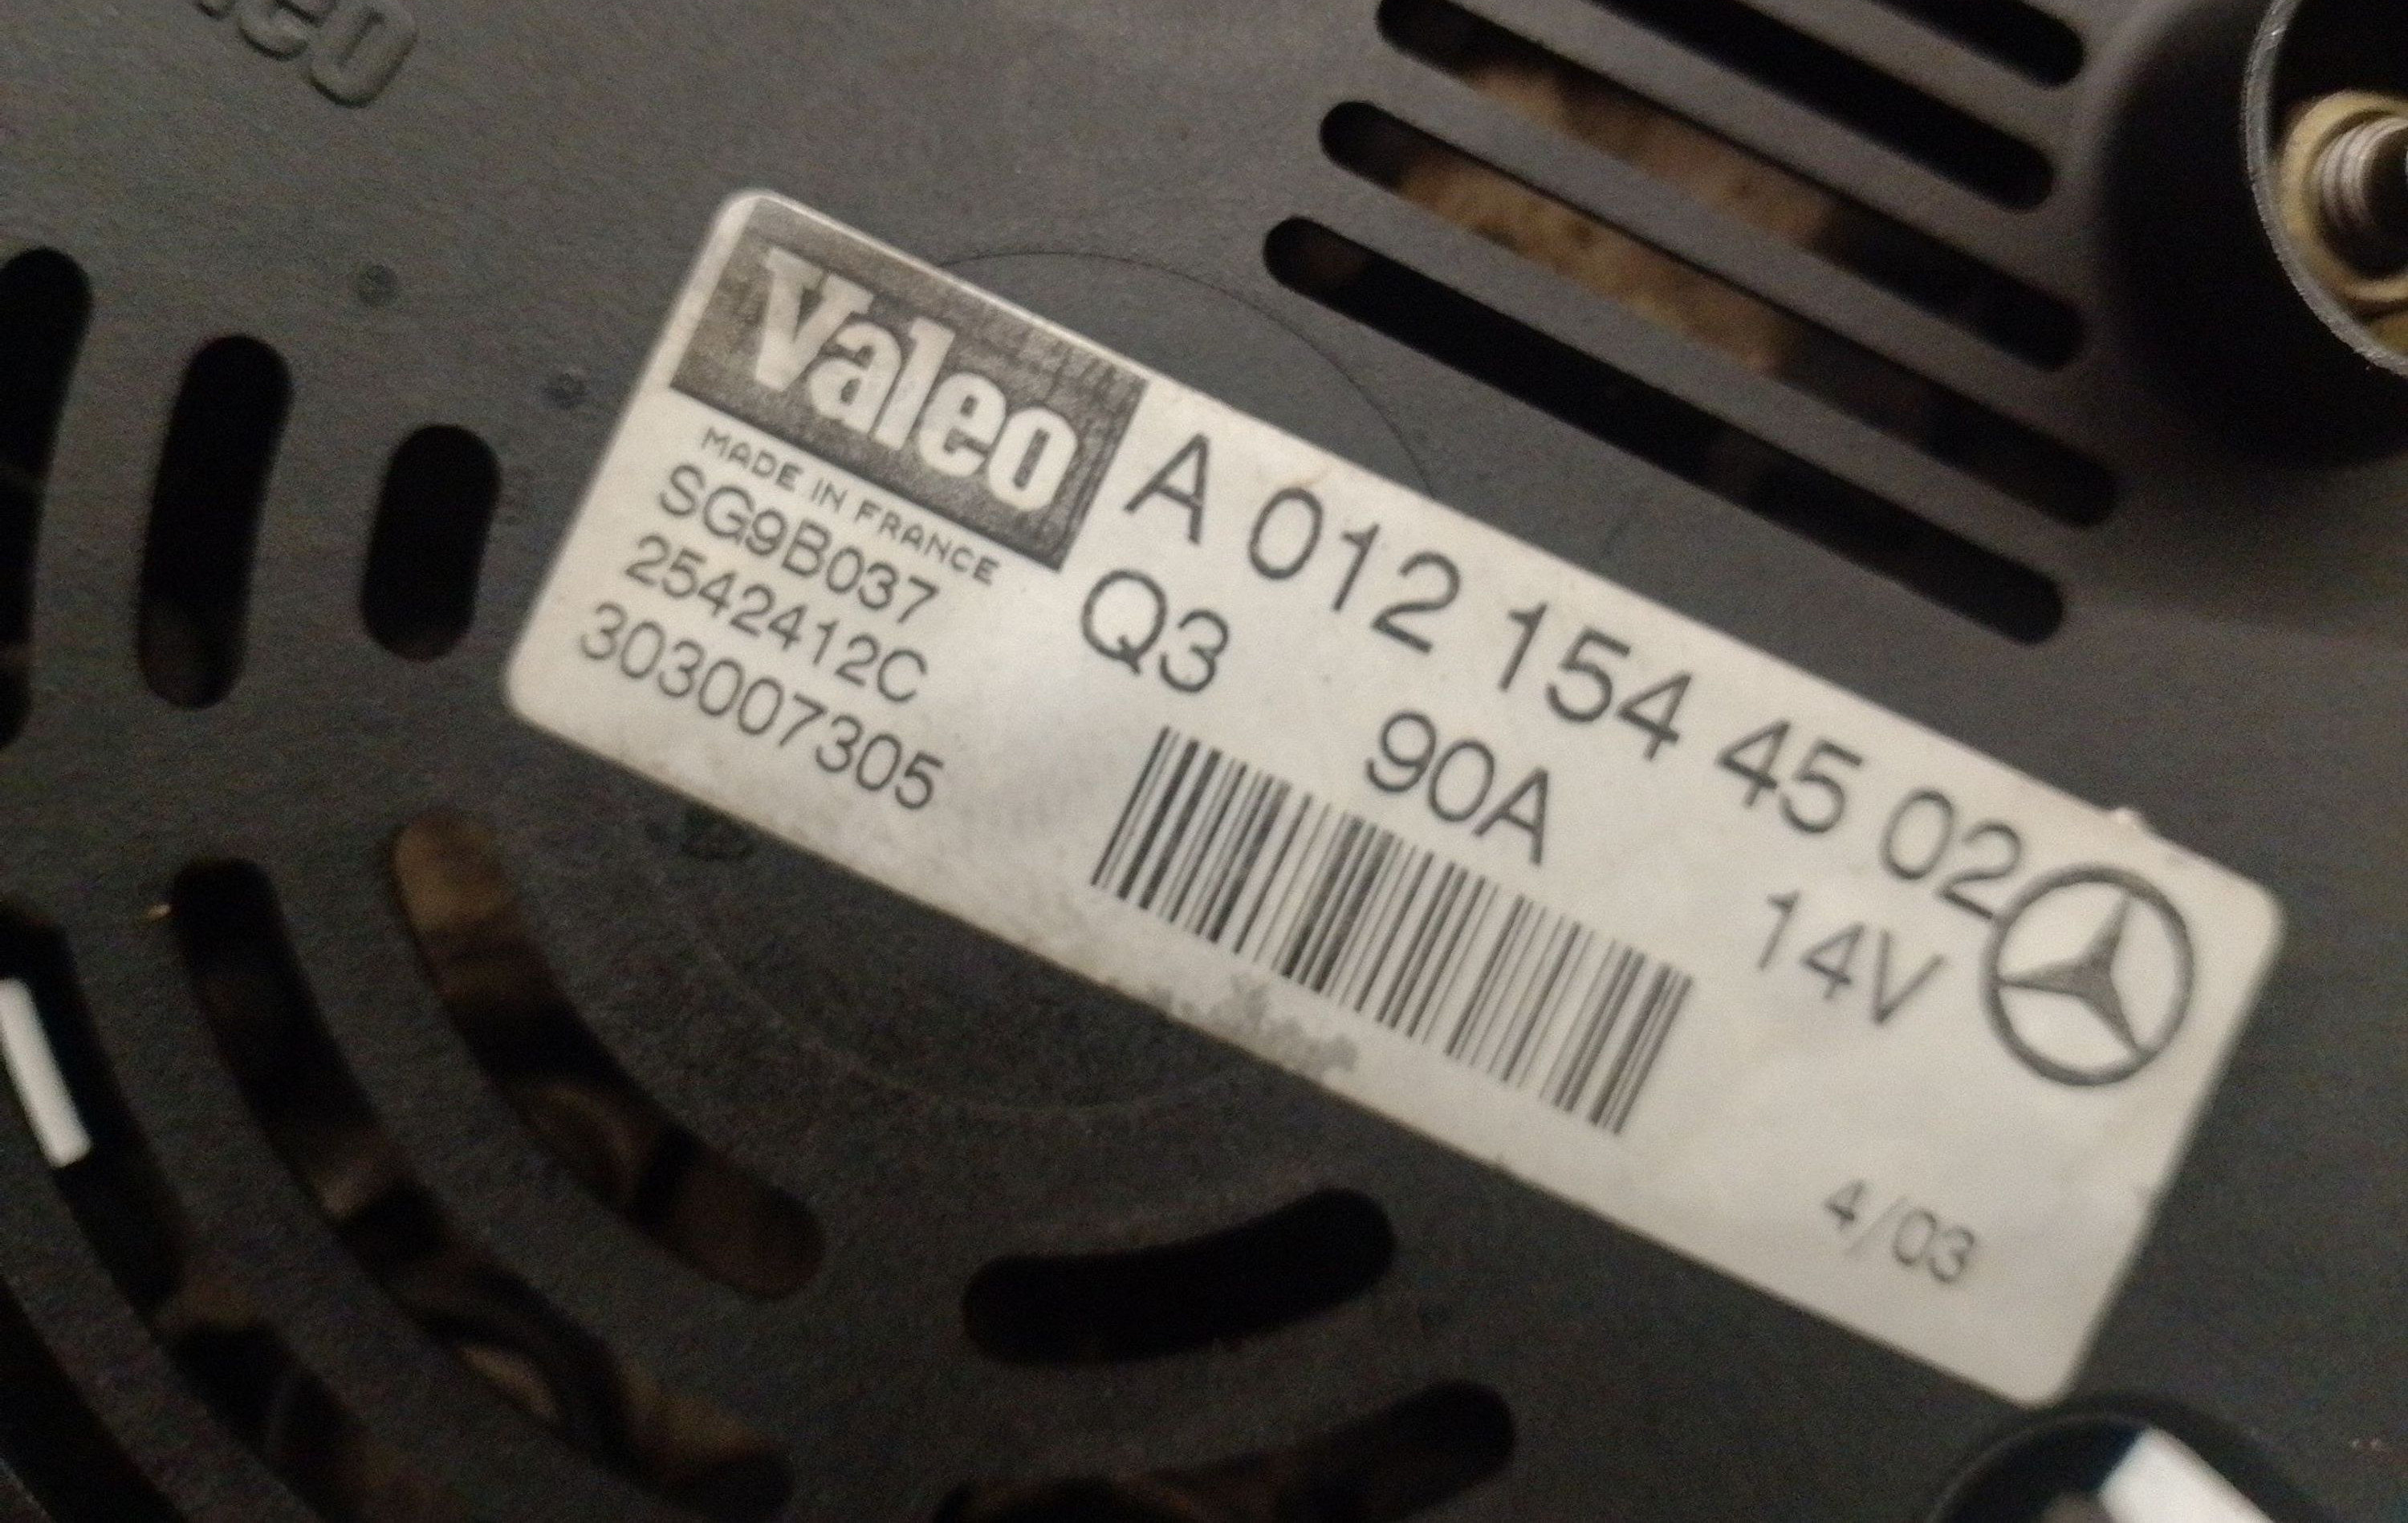 Valeo
MADE IN FRANCE
SG9B037
2542412C
303007305
A 012 154 45 02
Q3 90A 14V
4/03